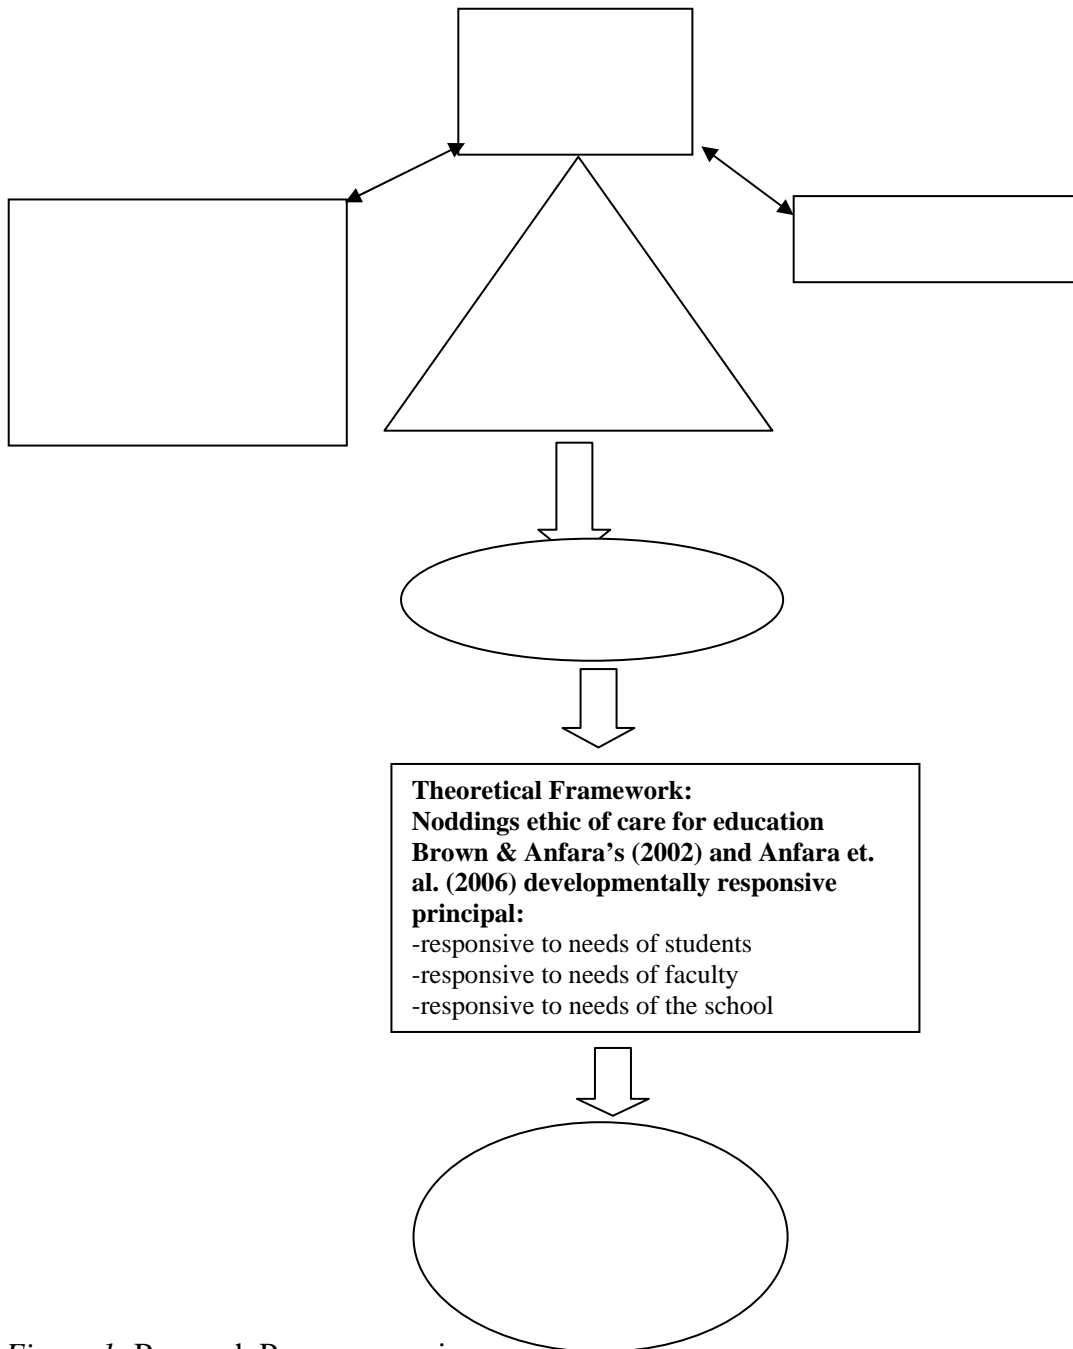 Theoretical Framework:
Noddings ethic of care for education
Brown & Anfara's (2002) and Anfara et.
al. (2006) developmentally responsive
principal:
-responsive to needs of students
-responsive to needs of faculty
-responsive to needs of the school